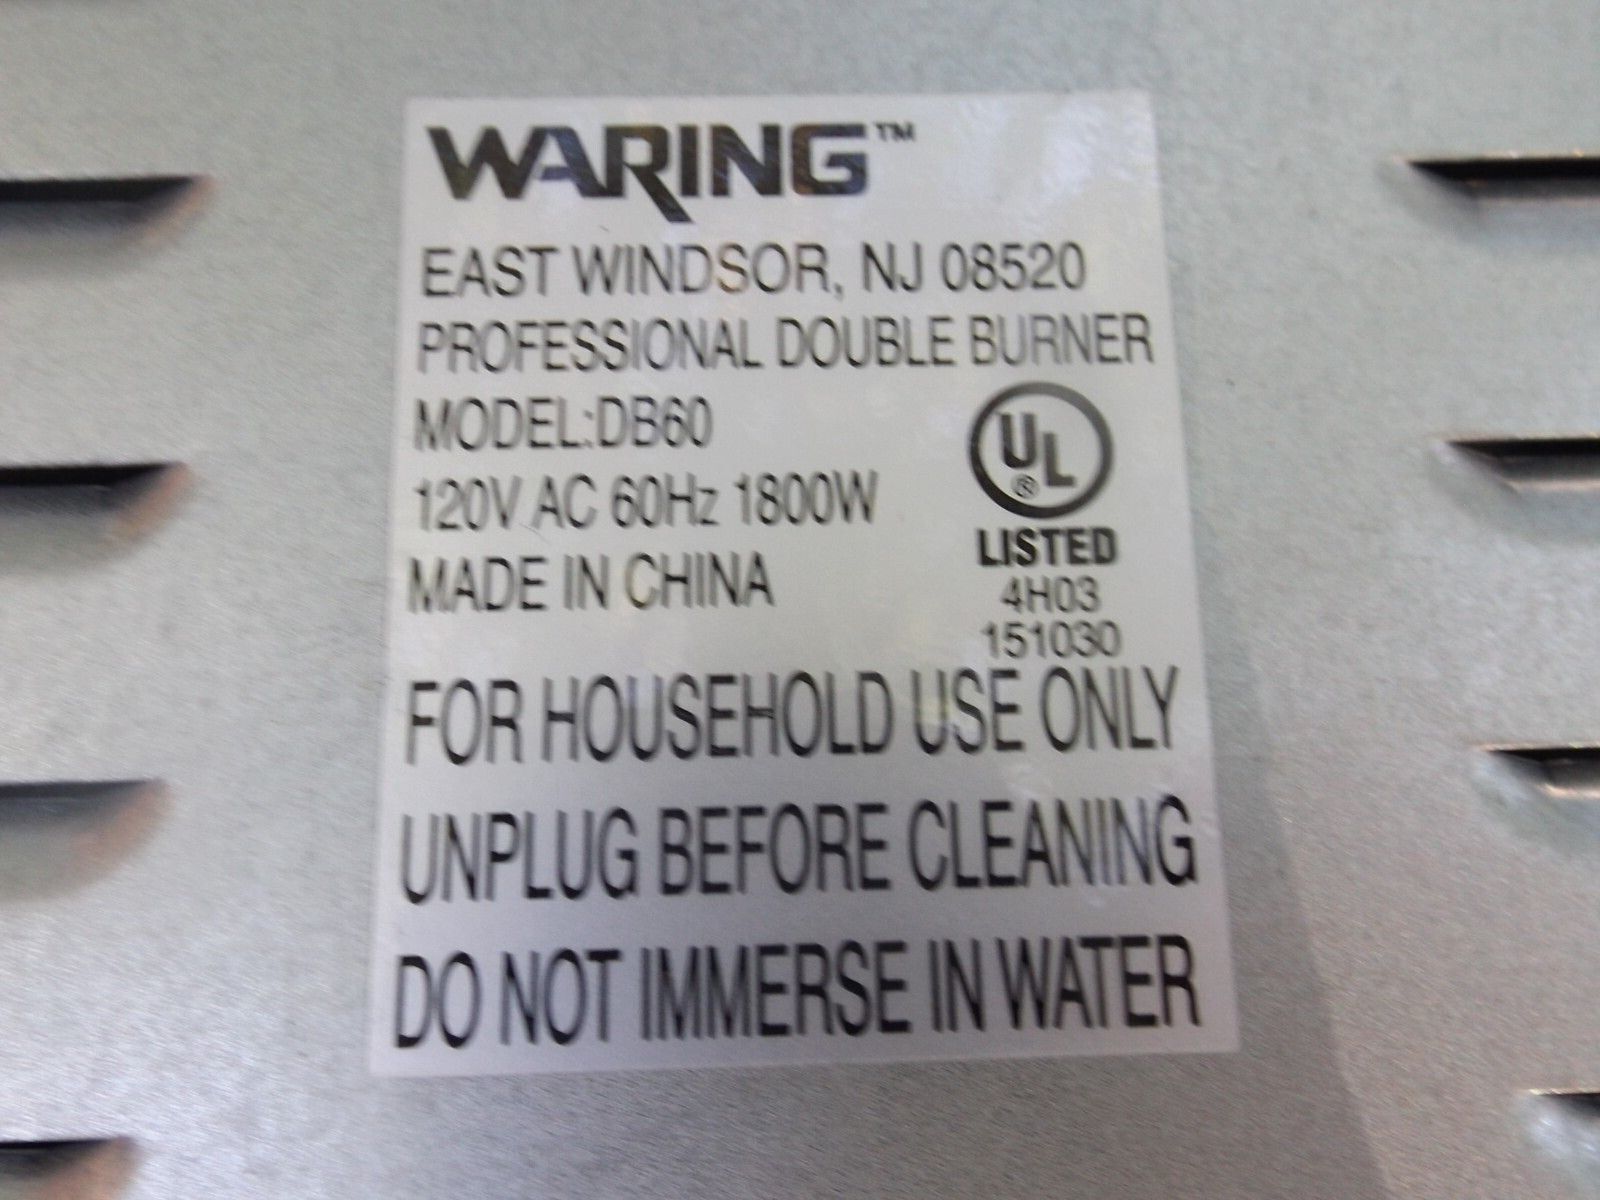 WARING™
EAST WINDSOR, NJ 08520
PROFESSIONAL DOUBLE BURNER
MODEL:DB60
120V AC 60Hz 1800W
MADE IN CHINA
UL®
LISTED
4H03
151030
FOR HOUSEHOLD USE ONLY
UNPLUG BEFORE CLEANING
DO NOT IMMERSE IN WATER